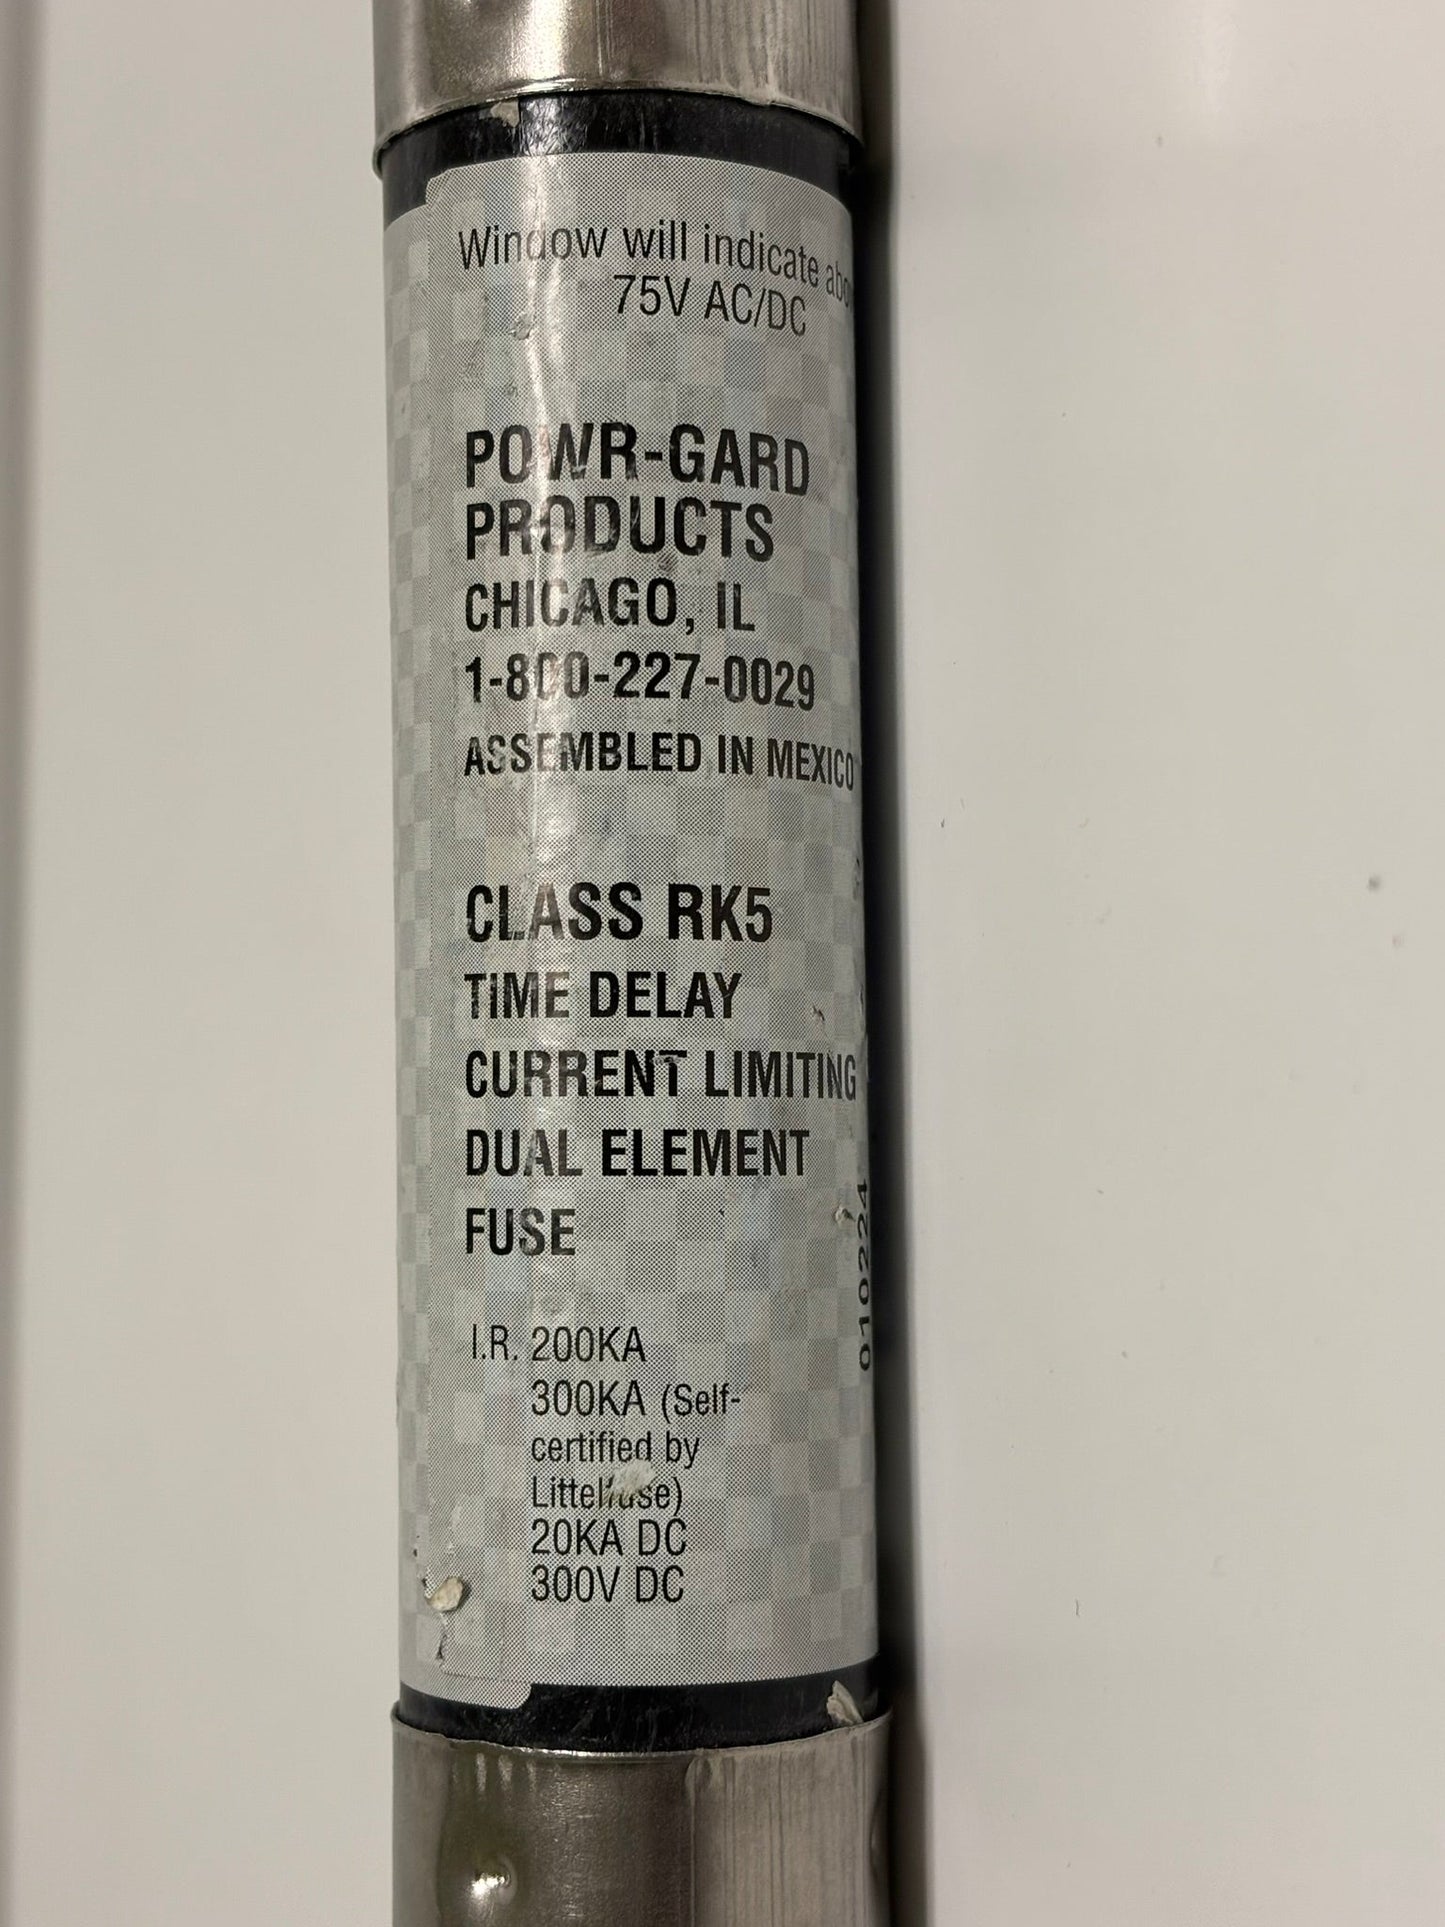 Window will indicate
75V AC/DC
POWR-GARD
PRODUCTS
CHICAGO, IL
1-800-227-0029
ASSEMBLED IN MEXICO
CLASS RK5
TIME DELAY
CURRENT LIMITING
DUAL ELEMENT
FUSE
I.R. 200KA
300KA (Self-
certified by
Littelfuse)
20KA DC
300V DC
010224